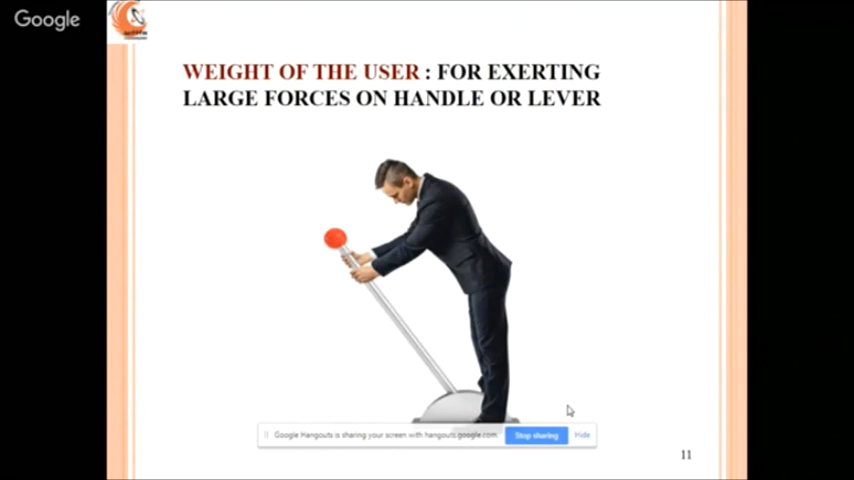 Google
WEIGHT OF THE USER : FOR EXERTING
LARGE FORCES ON HANDLE OR LEVER
Google Hangouts is sharing your screen with hangouts.google.com.
Stop sharing
Hide
11